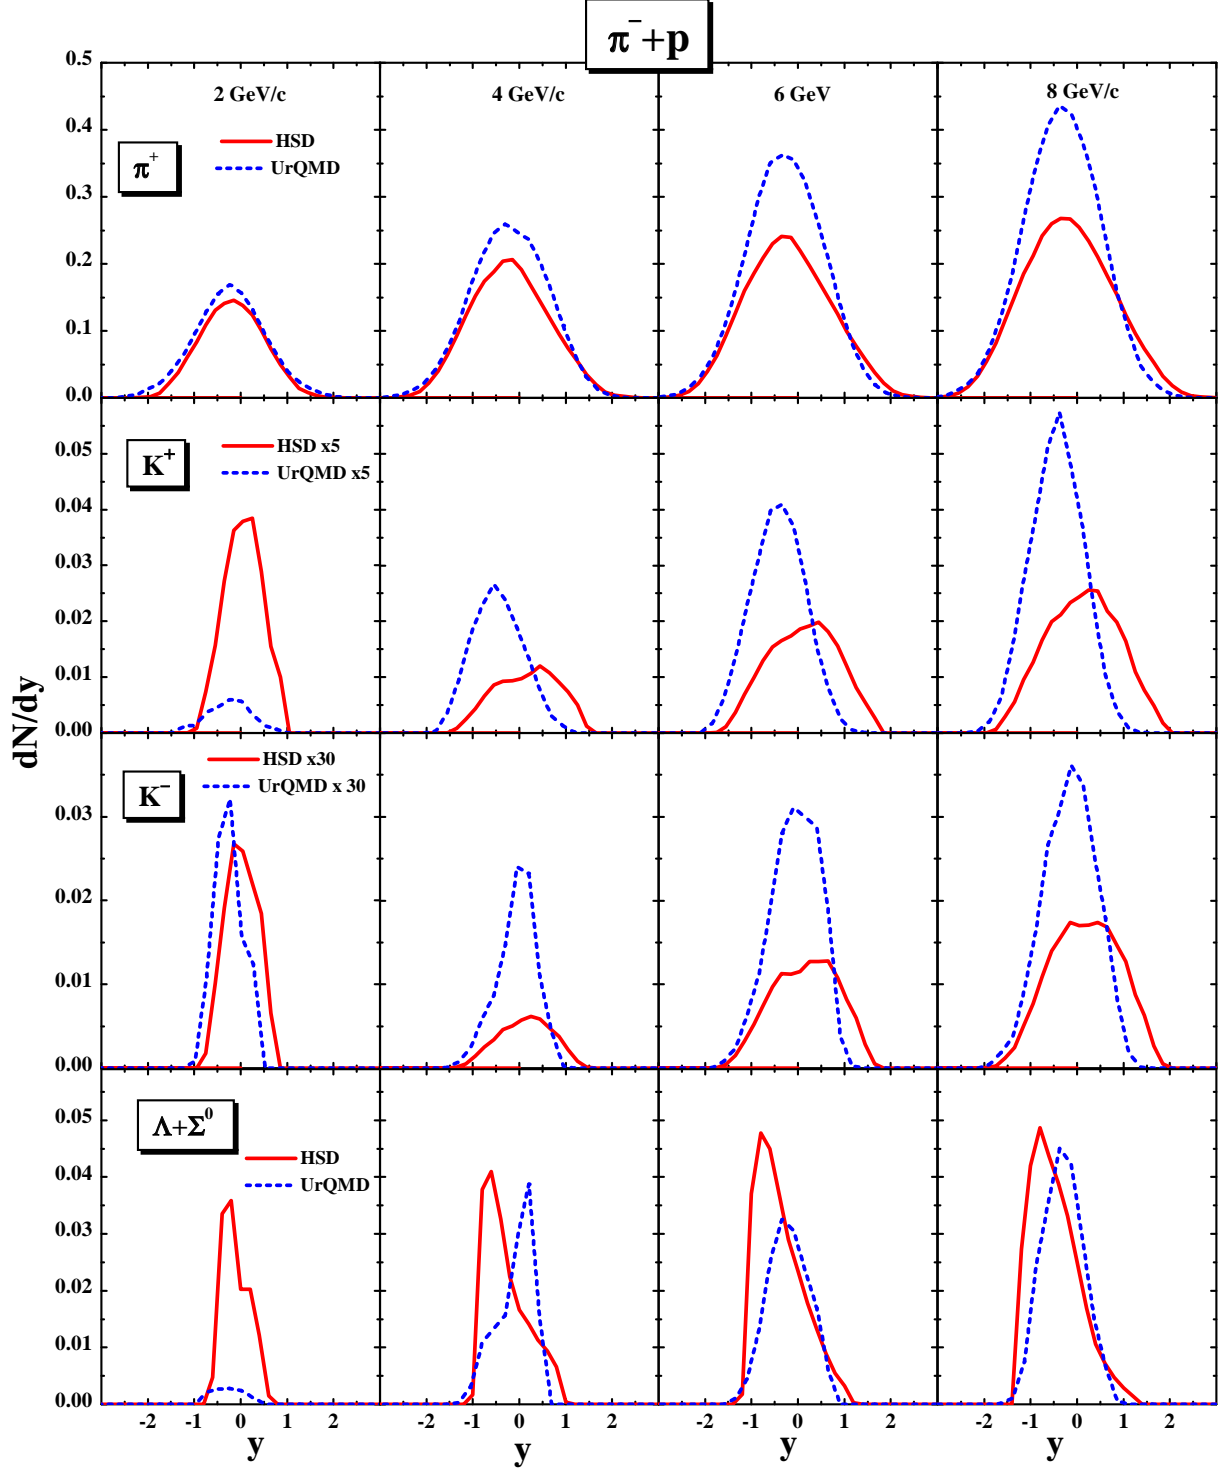 π⁻+p
2 GeV/c 4 GeV/c 6 GeV 8 GeV/c
0.5
0.4
0.3
0.2
0.1
0.0
π⁺
HSD
UrQMD
0.05
0.04
0.03
0.02
0.01
0.00
K⁺
HSD x5
UrQMD x5
dN/dy
0.03
0.02
0.01
0.00
K⁻
HSD x30
UrQMD x 30
0.05
0.04
0.03
0.02
0.01
0.00
Λ+Σ⁰
HSD
UrQMD
-2 -1 0 1 2 -2 -1 0 1 2 -2 -1 0 1 2 -2 -1 0 1 2
y y y y